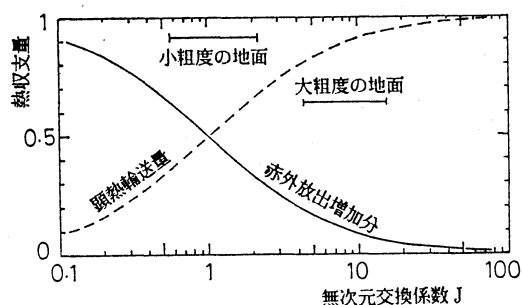 熱収支量
1
0.5
0
小粗度の地面
大粗度の地面
顕熱輸送量
赤外放出増加分
0.1
1
10
100
無次元交換係数 J